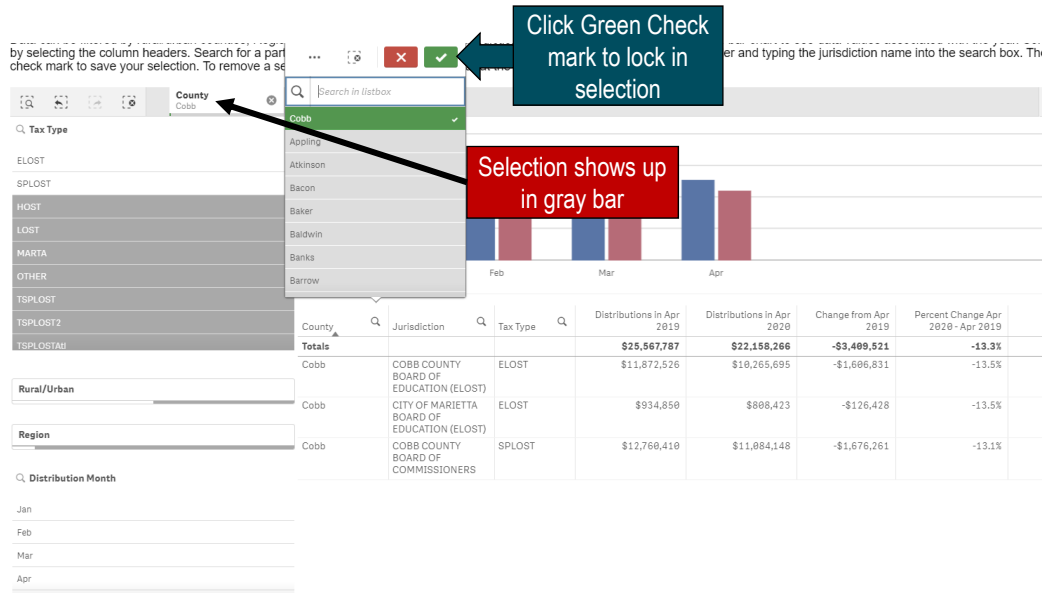 Click Green Check
mark to lock in
selection
by selecting the column headers. Search for a part
er and typing the jurisdiction name into the search box. The
check mark to save your selection. To remove a se
County
Cobb
Search in listbox
Cobb
Appling
Atkinson
Bacon
Baker
Baldwin
Banks
Barrow
Selection shows up
in gray bar
Tax Type
ELOST
SPLOST
HOST
LOST
MARTA
OTHER
TSPLOST
TSPLOST2
TSPLOSTAtl
Rural/Urban
Region
Distribution Month
Jan
Feb
Mar
Apr
Feb Mar Apr
County Jurisdiction Tax Type Distributions in Apr 2019 Distributions in Apr 2020 Change from Apr 2019 Percent Change Apr 2020 - Apr 2019
Totals $25,567,787 $22,158,266 -$3,409,521 -13.3%
Cobb COBB COUNTY BOARD OF EDUCATION (ELOST) ELOST $11,872,526 $10,265,695 -$1,606,831 -13.5%
Cobb CITY OF MARIETTA BOARD OF EDUCATION (ELOST) ELOST $934,850 $808,423 -$126,428 -13.5%
Cobb COBB COUNTY BOARD OF COMMISSIONERS SPLOST $12,760,410 $11,084,148 -$1,676,261 -13.1%